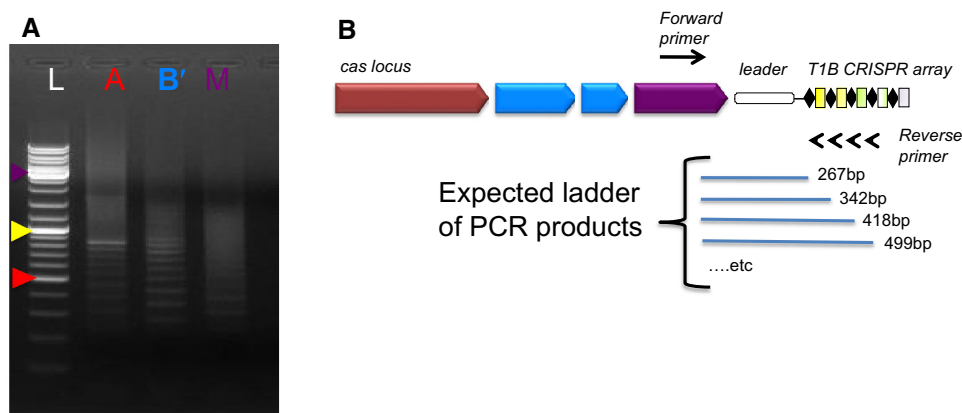 A
L A B′ M
B
Forward
primer
cas locus
leader
T1B CRISPR array
Reverse
primer
Expected ladder
of PCR products
267bp
342bp
418bp
499bp
....etc